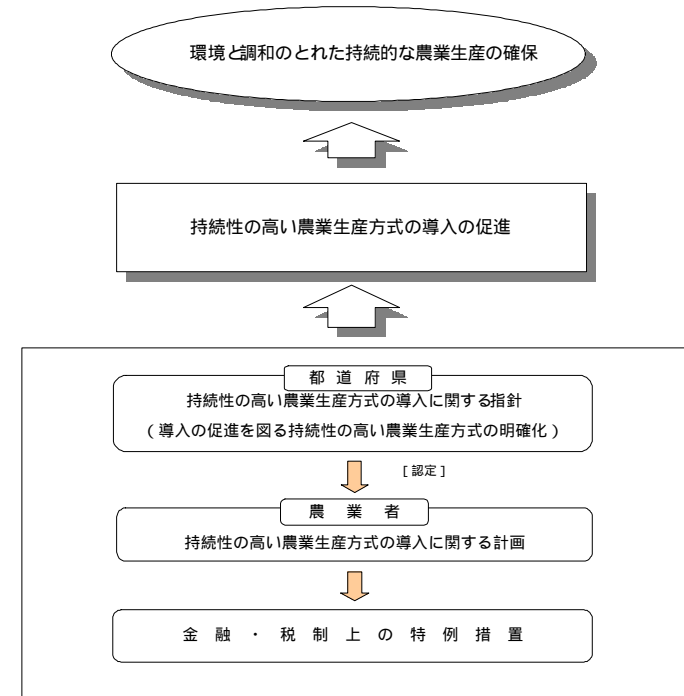 環境と調和のとれた持続的な農業生産の確保
持続性の高い農業生産方式の導入の促進
都道府県
持続性の高い農業生産方式の導入に関する指針
（導入の促進を図る持続性の高い農業生産方式の明確化）
［認定］
農業者
持続性の高い農業生産方式の導入に関する計画
金融・税制上の特例措置